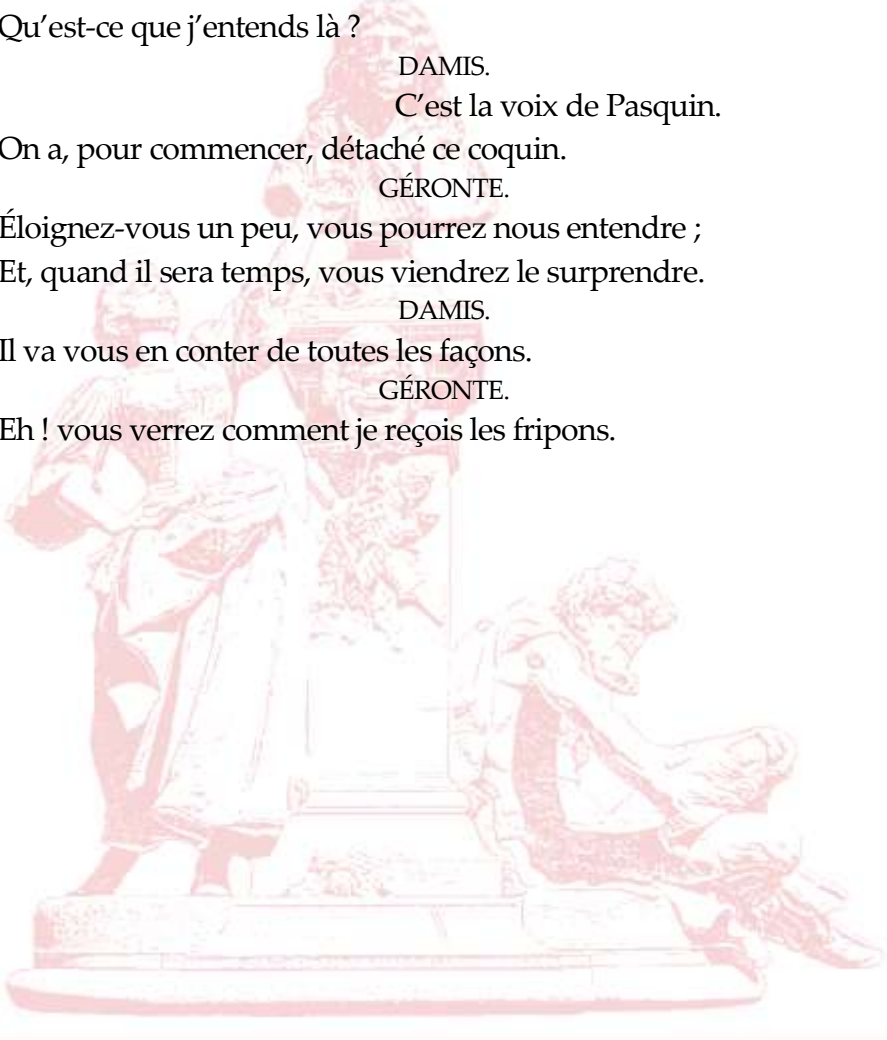 Qu’est-ce que j’entends là ?
DAMIS.
C’est la voix de Pasquin.
On a, pour commencer, détaché ce coquin.
GÉRONTE.
Éloignez-vous un peu, vous pourrez nous entendre ;
Et, quand il sera temps, vous viendrez le surprendre.
DAMIS.
Il va vous en conter de toutes les façons.
GÉRONTE.
Eh ! vous verrez comment je reçois les fripons.